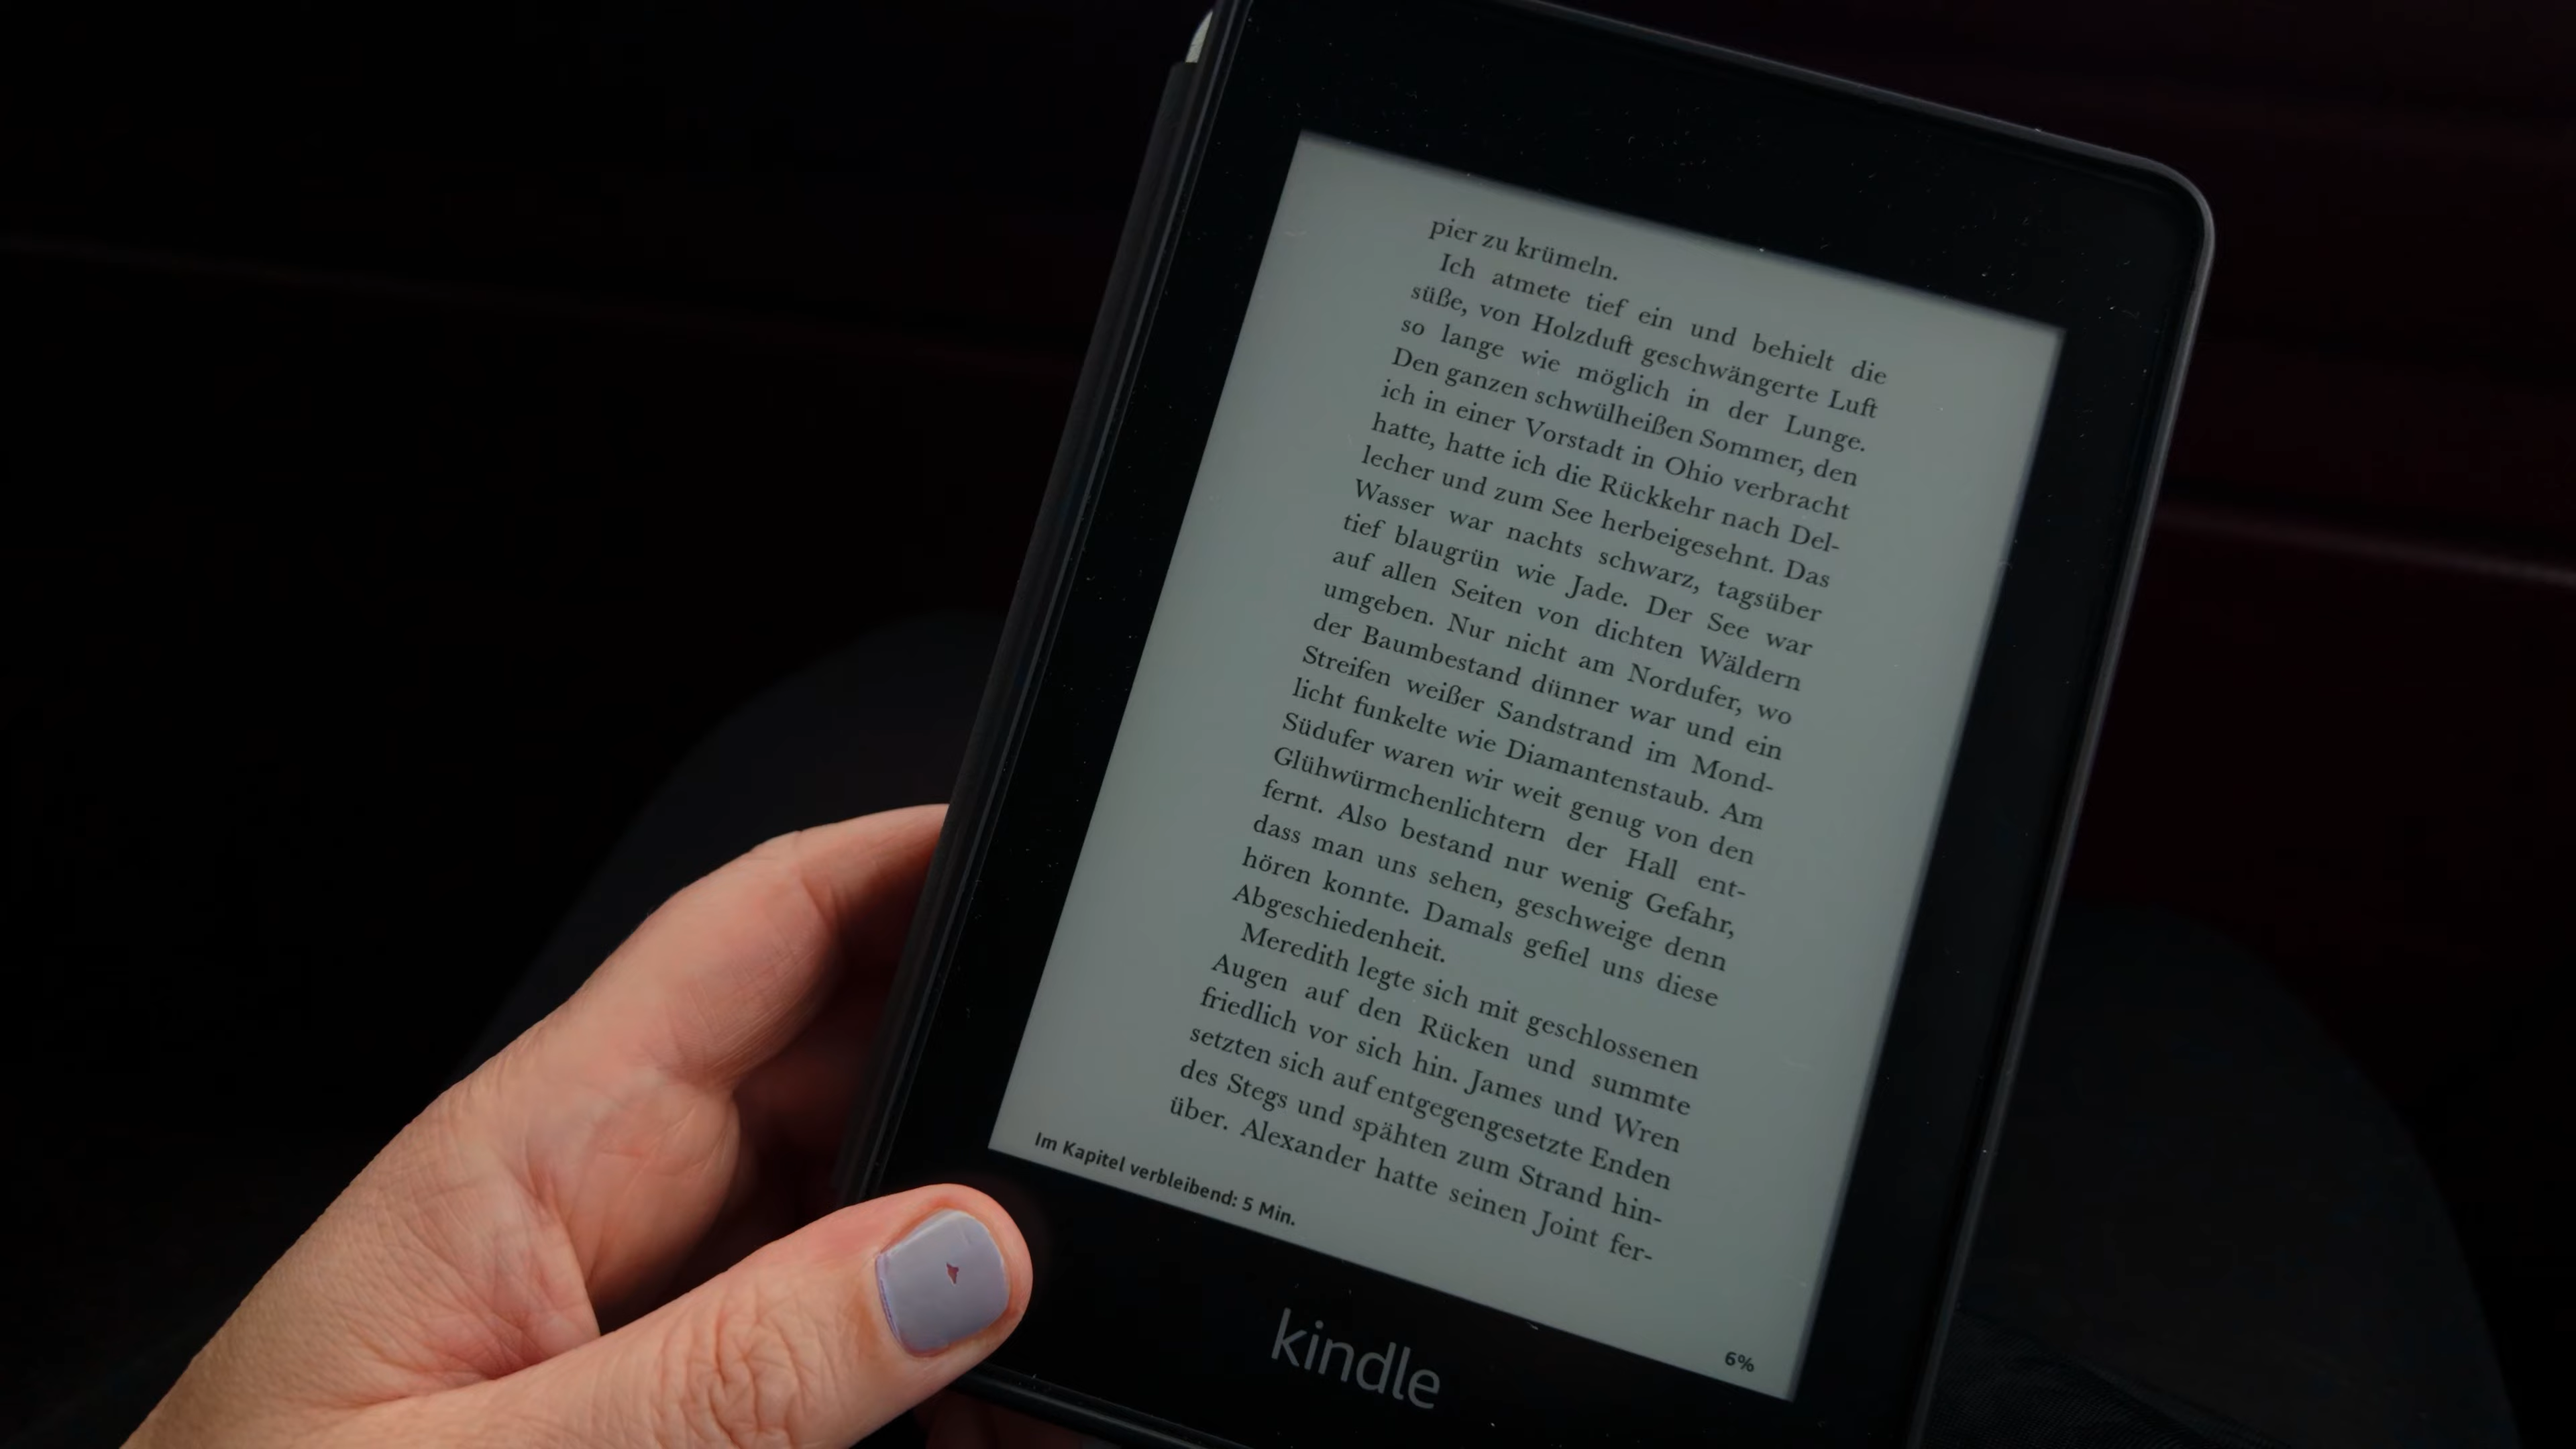 pier zu krümeln.
Ich atmete tief ein und behielt die
süße, von Holzduft geschwängerte Luft
so lange wie möglich in der Lunge.
Den ganzen schwülheißen Sommer, den
ich in einer Vorstadt in Ohio verbracht
hatte, hatte ich die Rückkehr nach Del-
lecher und zum See herbeigesehnt. Das
Wasser war nachts schwarz, tagsüber
tief blaugrün wie Jade. Der See war
auf allen Seiten von dichten Wäldern
umgeben. Nur nicht am Nordufer, wo
der Baumbestand dünner war und ein
Streifen weißer Sandstrand im Mond-
licht funkelte wie Diamantenstaub. Am
Südufer waren wir weit genug von den
Glühwürmchenlichtern der Hall ent-
fernt. Also bestand nur wenig Gefahr,
dass man uns sehen, geschweige denn
hören konnte. Damals gefiel uns diese
Abgeschiedenheit.
Meredith legte sich mit geschlossenen
Augen auf den Rücken und summte
friedlich vor sich hin. James und Wren
setzten sich auf entgegengesetzte Enden
des Stegs und spähten zum Strand hin-
über. Alexander hatte seinen Joint fer-
Im Kapitel verbleibend: 5 Min.
6%
kindle